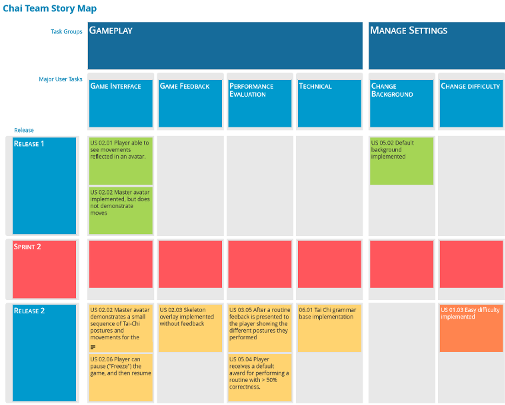 Chai Team Story Map
Task Groups
GAMEPLAY
MANAGE SETTINGS
Major User Tasks
GAME INTERFACE
GAME FEEDBACK
PERFORMANCE
EVALUATION
TECHNICAL
CHANGE
BACKGROUND
CHANGE DIFFICULTY
Release
RELEASE 1
US 02.01 Player able to
see movements
reflected in an avatar.
US 02.02 Master avatar
implemented, but does
not demonstrate
moves
US 05.02 Default
background
implemented
SPRINT 2
RELEASE 2
US 02.02 Master avatar
demonstrates a small
sequence of Tai-Chi
postures and
movements for the
US 02.06 Player can
pause ("Freeze") the
game, and then resume
US 02.03 Skeleton
overlay implemented
without feedback
US 03.05 After a routine
feeback is presented to
the player showing the
different postures they
performed
US 05.04 Player
receives a default
award for performing a
routine with > 50%
correctness.
06.01 Tai Chi grammar
base implementation
US 01.03 Easy difficulty
implemented